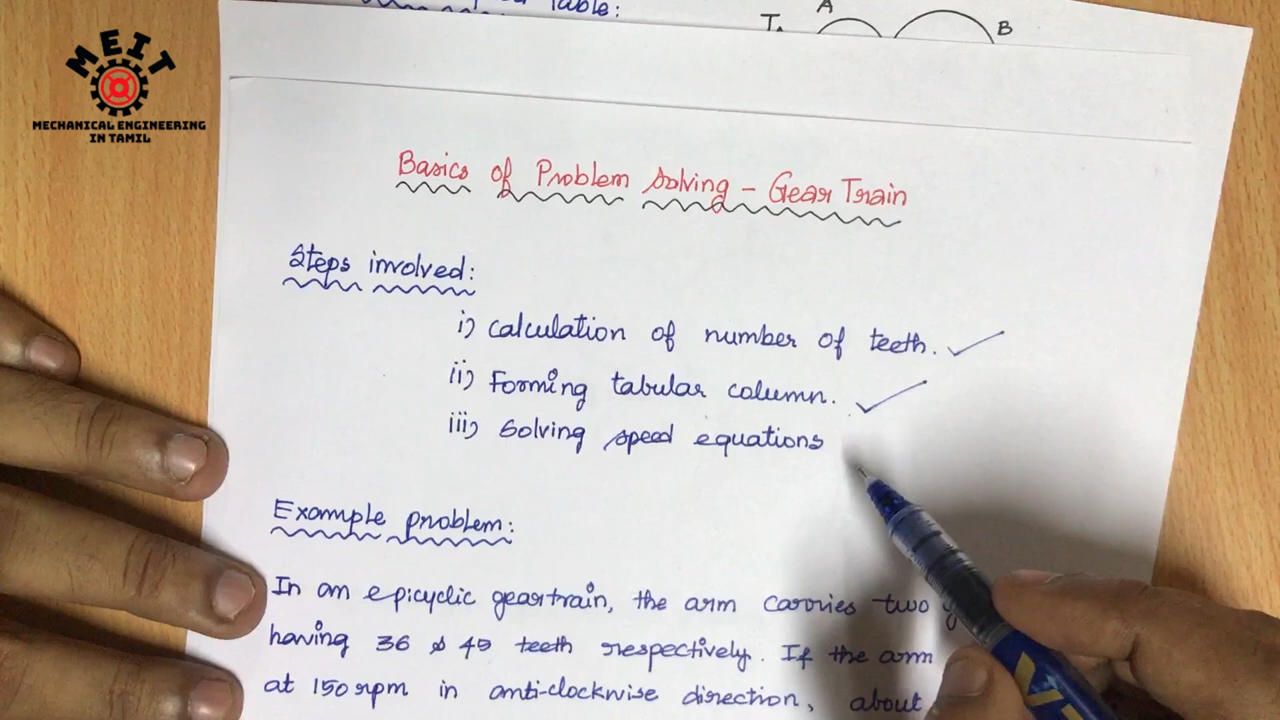 Table:
A
B
MEIT
MECHANICAL ENGINEERING
IN TAMIL
Basics of Problem Solving - Gear Train
Steps involved:
i) Calculation of number of teeth.
ii) Forming tabular column.
iii) Solving speed equations
Example problem:
In an epicyclic geartrain, the arm carries two
having 36 & 45 teeth respectively. If the arm
at 150 rpm in anti-clockwise direction, about